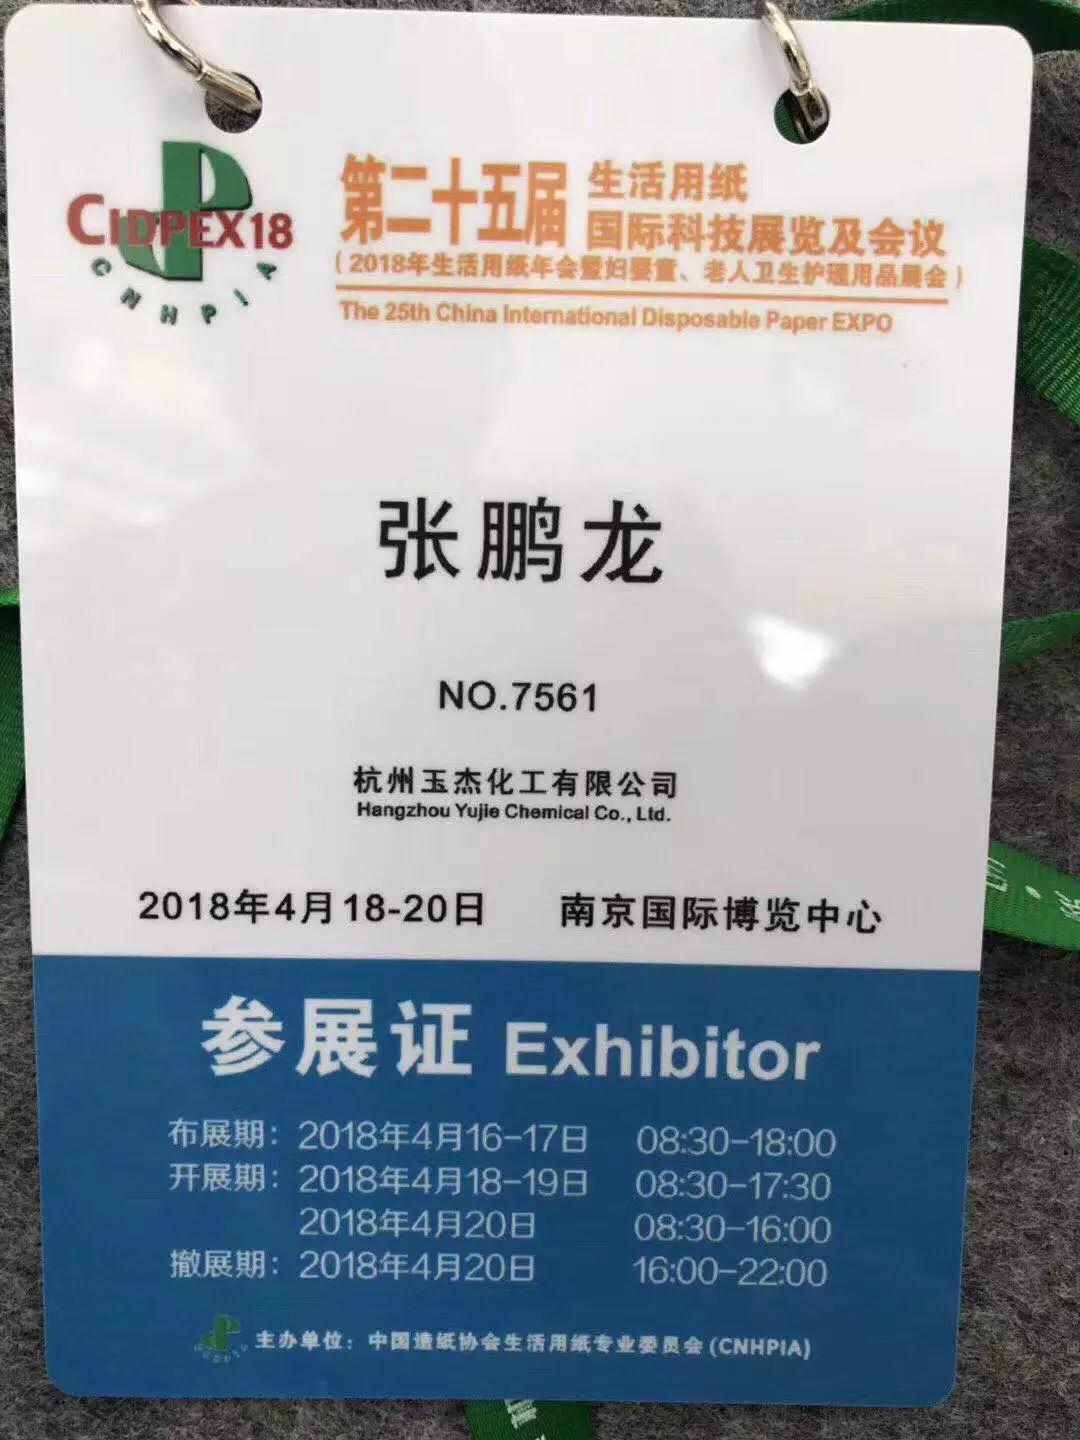 CIDPEX18
CNHPIA
第二十五届 生活用纸
国际科技展览及会议
(2018年生活用纸年会暨妇婴童、老人卫生护理用品展会)
The 25th China International Disposable Paper EXPO
张鹏龙
NO.7561
杭州玉杰化工有限公司
Hangzhou Yujie Chemical Co., Ltd.
2018年4月18-20日 南京国际博览中心
参展证 Exhibitor
布展期: 2018年4月16-17日 08:30-18:00
开展期: 2018年4月18-19日 08:30-17:30
2018年4月20日 08:30-16:00
撤展期: 2018年4月20日 16:00-22:00
主办单位: 中国造纸协会生活用纸专业委员会(CNHPIA)